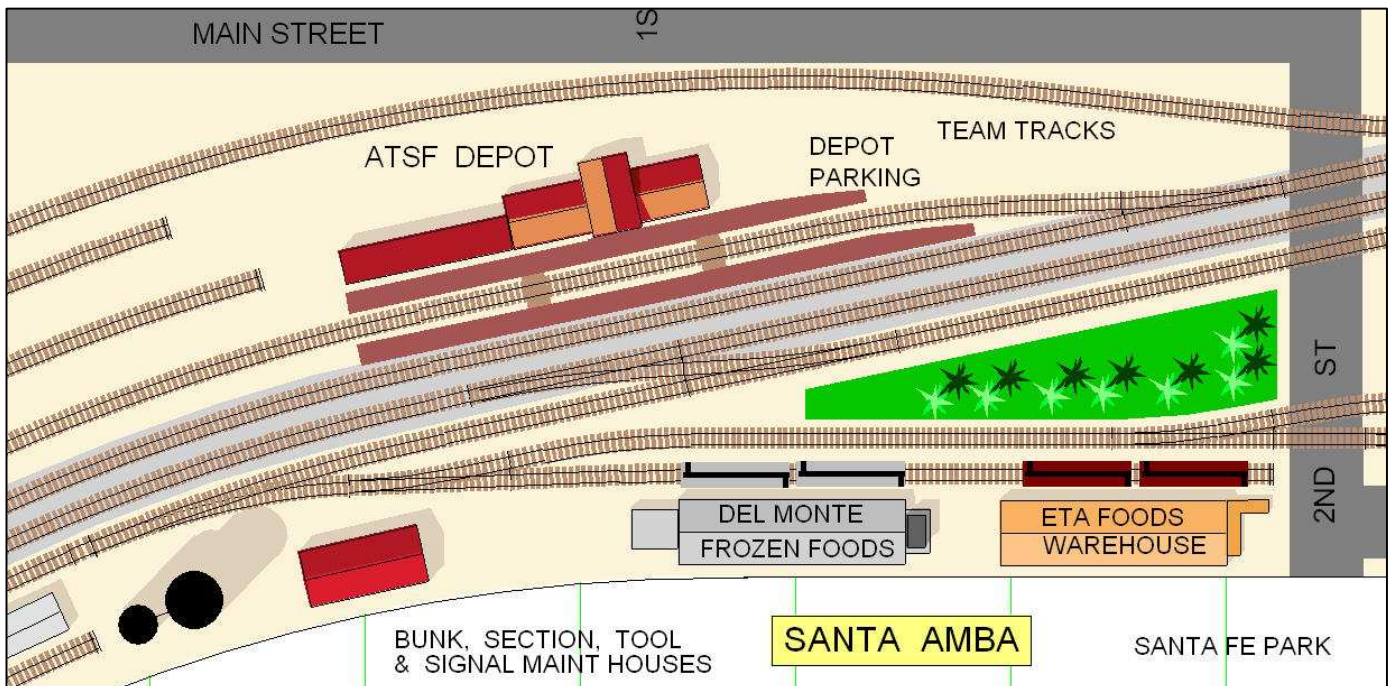 MAIN STREET
1S
ATSF DEPOT
DEPOT
PARKING
TEAM TRACKS
2ND ST
DEL MONTE
FROZEN FOODS
ETA FOODS
WAREHOUSE
BUNK, SECTION, TOOL
& SIGNAL MAINT HOUSES
SANTA AMBA
SANTA FE PARK